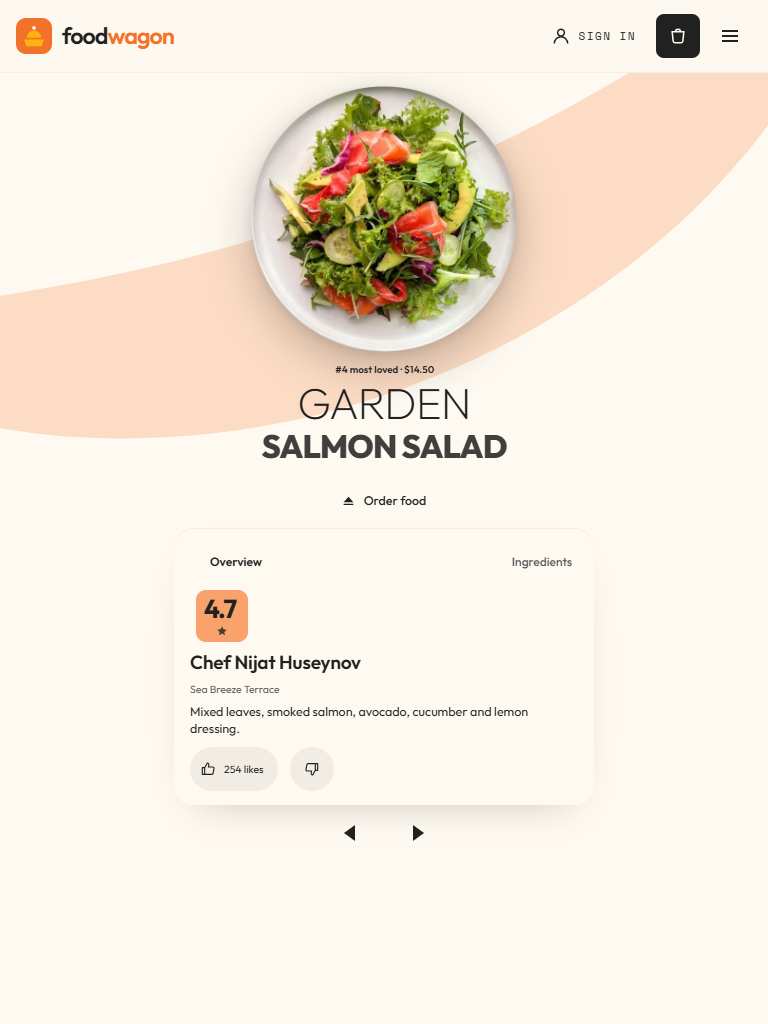 foodwagon
SIGN IN
#4 most loved · $14.50
GARDEN
SALMON SALAD
Order food
Overview
Ingredients
4.7
Chef Nijat Huseynov
Sea Breeze Terrace
Mixed leaves, smoked salmon, avocado, cucumber and lemon
dressing.
254 likes